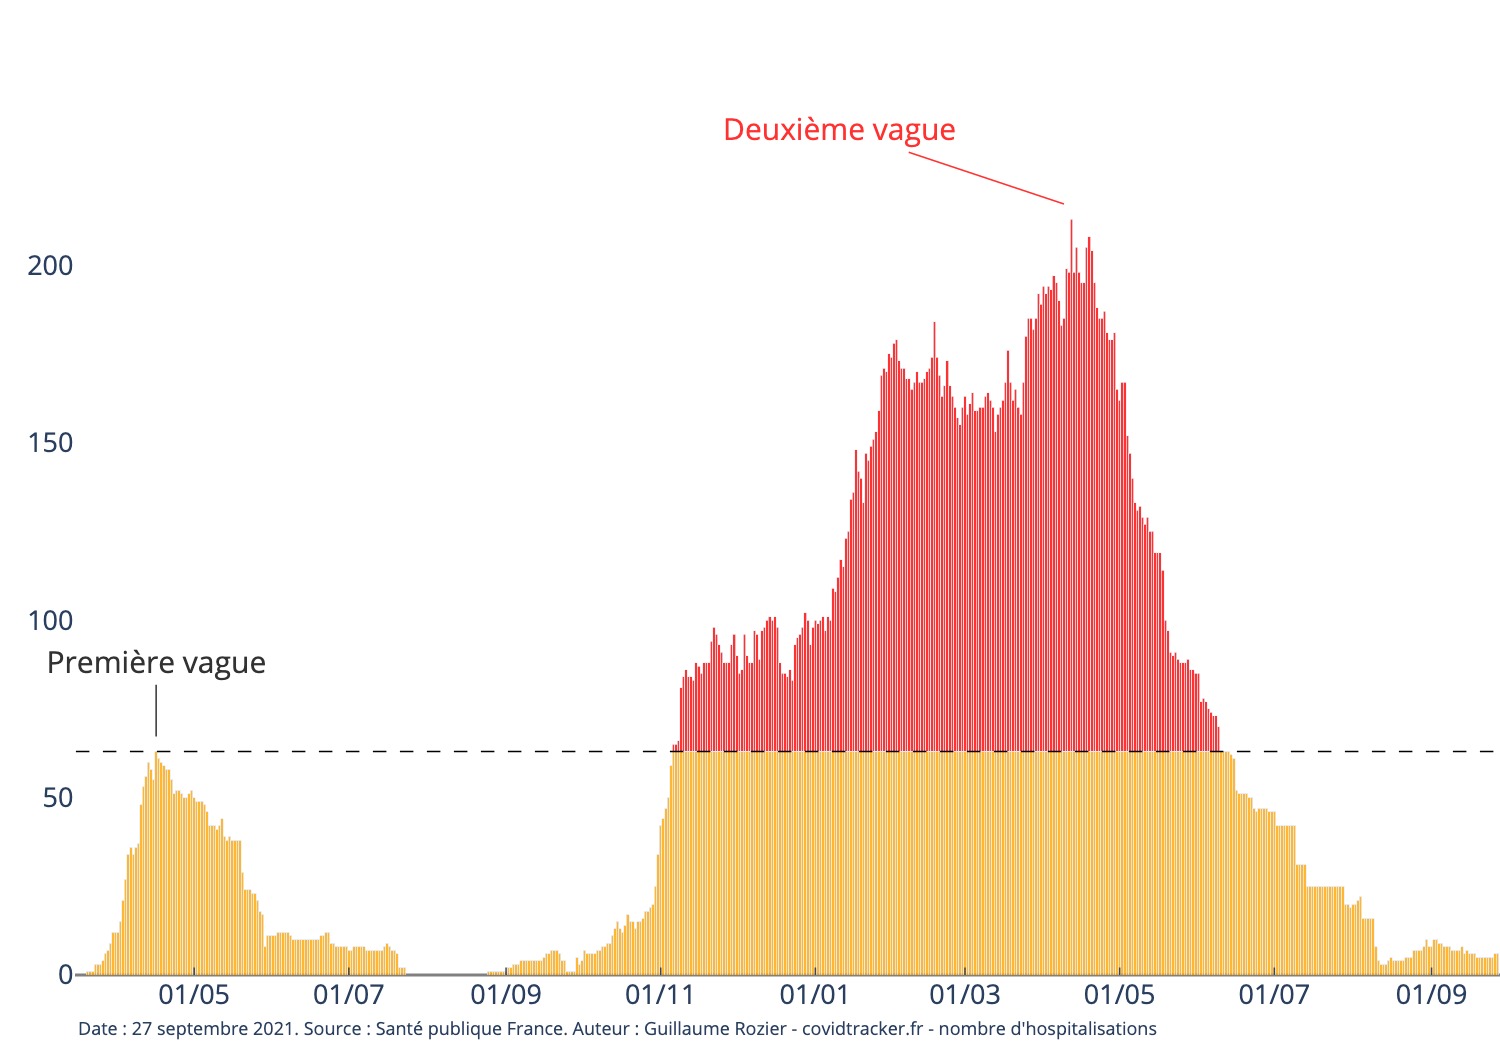 Deuxième vague
200
150
100
Première vague
50
0
01/05 01/07 01/09 01/11 01/01 01/03 01/05 01/07 01/09
Date : 27 septembre 2021. Source : Santé publique France. Auteur : Guillaume Rozier - covidtracker.fr - nombre d'hospitalisations